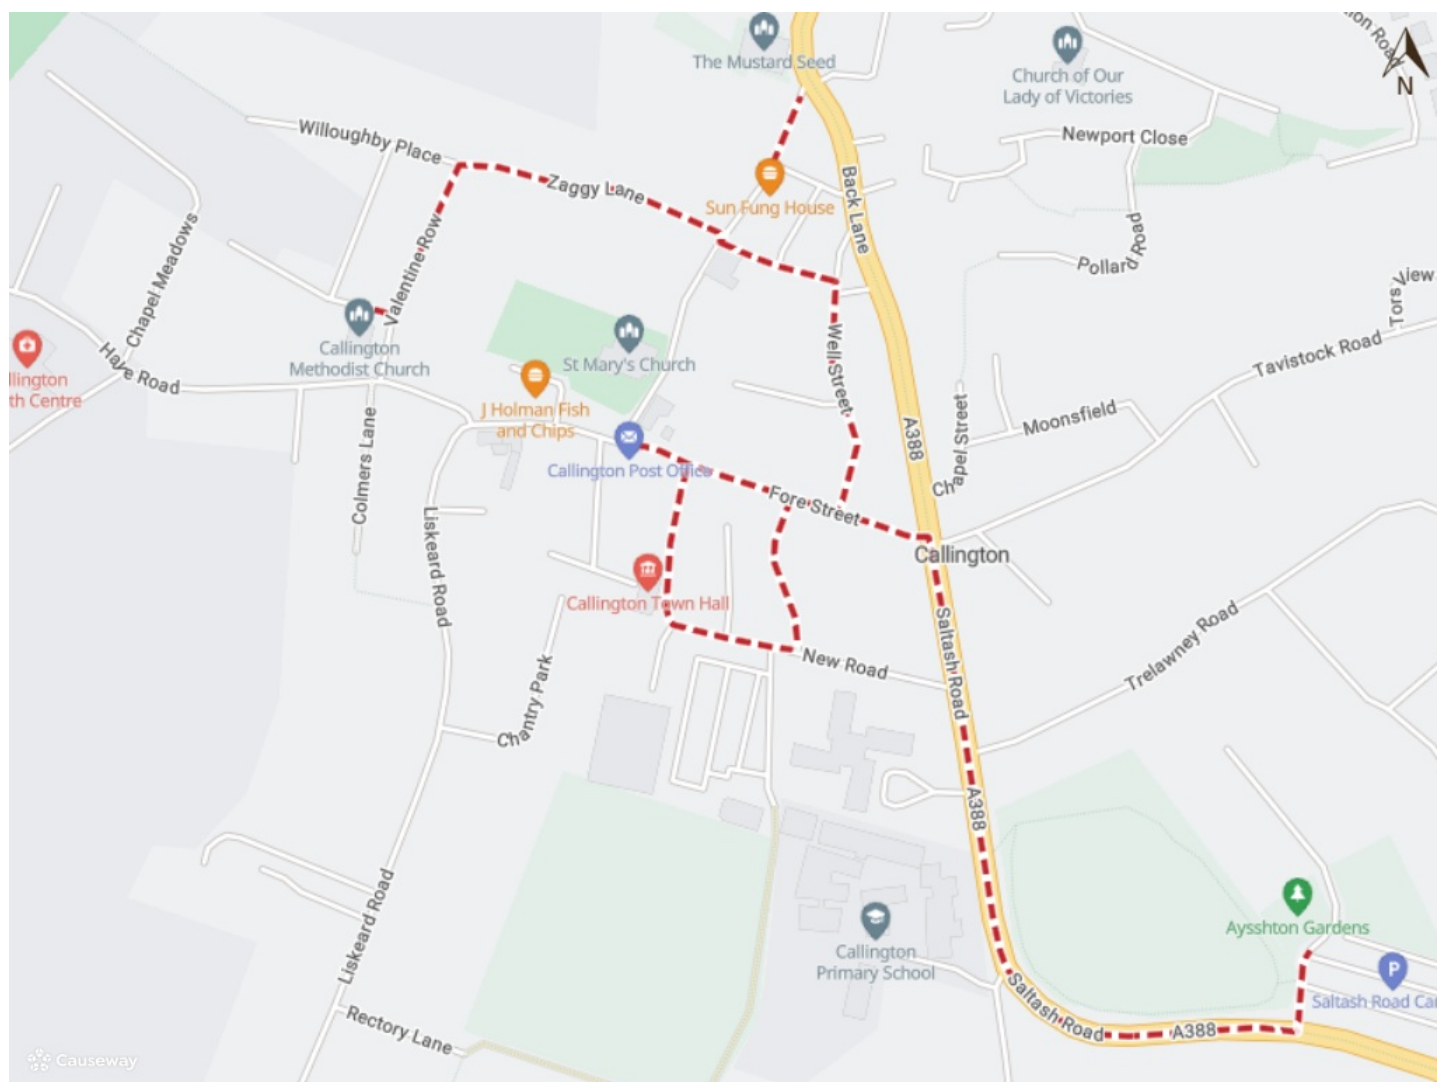 The Mustard Seed
Church of Our
Lady of Victories
N
Newport Close
Willoughby Place
Zaggy Lane
Sun Fung House
Back Lane
Pollard Road
Tors View
Chapel Meadows
Valentine Row
Callington
Methodist Church
St Mary's Church
Well Street
Tavistock Road
Haye Road
J Holman Fish
and Chips
Moonsfield
Chapel Street
A388
Colmers Lane
Callington Post Office
Fore Street
Callington
Liskeard Road
Callington Town Hall
Saltash Road
Trelawney Road
New Road
Chantry Park
A388
Liskeard Road
Aysshton Gardens
Callington
Primary School
Saltash Road
A388
Saltash Road Car
Rectory Lane
Causeway